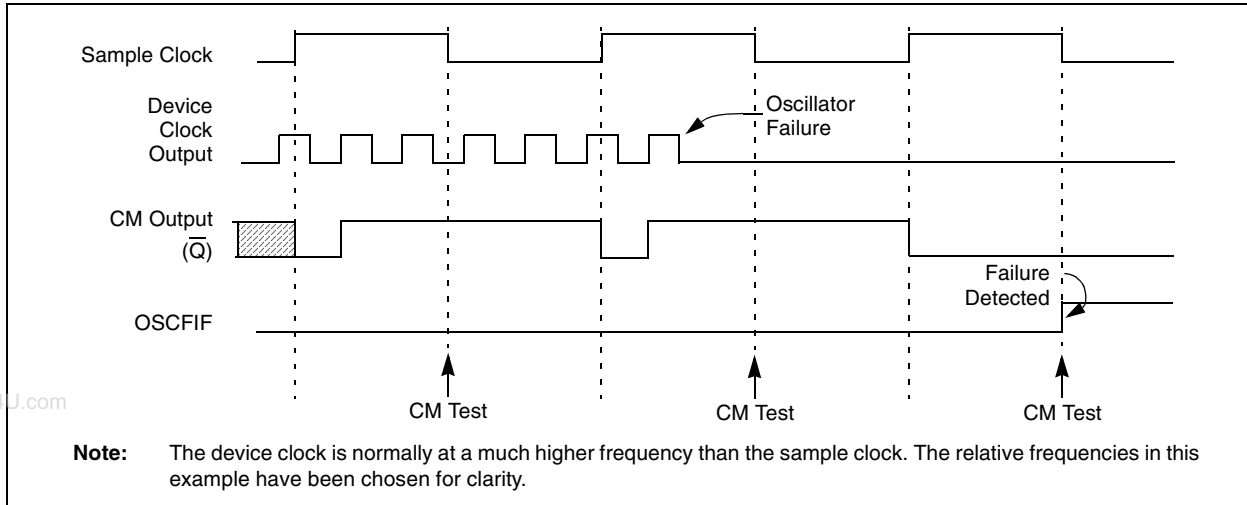 Sample Clock
Device
Clock
Output
Oscillator
Failure
CM Output
(Q̅)
Failure
Detected
OSCFIF
CM Test
CM Test
CM Test
U.com
Note: The device clock is normally at a much higher frequency than the sample clock. The relative frequencies in this
example have been chosen for clarity.